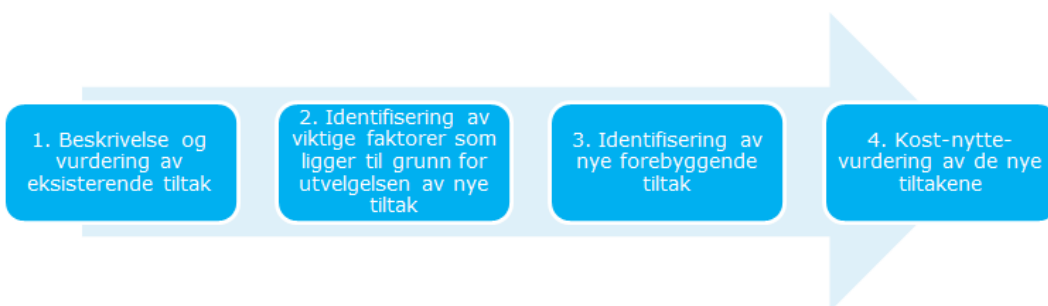 1. Beskrivelse og
vurdering av
eksisterende tiltak
2. Identifisering av
viktige faktorer som
ligger til grunn for
utvelgelsen av nye
tiltak
3. Identifisering av
nye forebyggende
tiltak
4. Kost-nytte-
vurdering av de nye
tiltakene